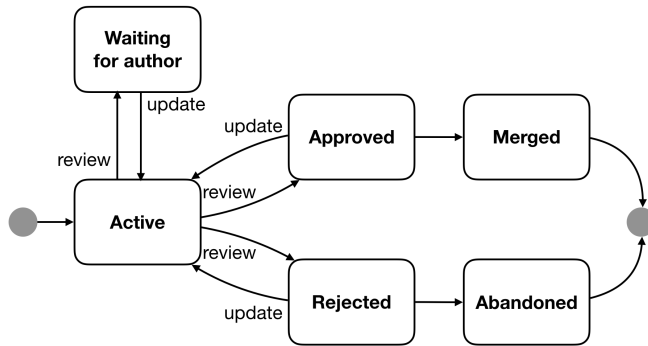 Waiting
for author
update
review
update
Approved
Merged
Active
review
review
update
Rejected
Abandoned